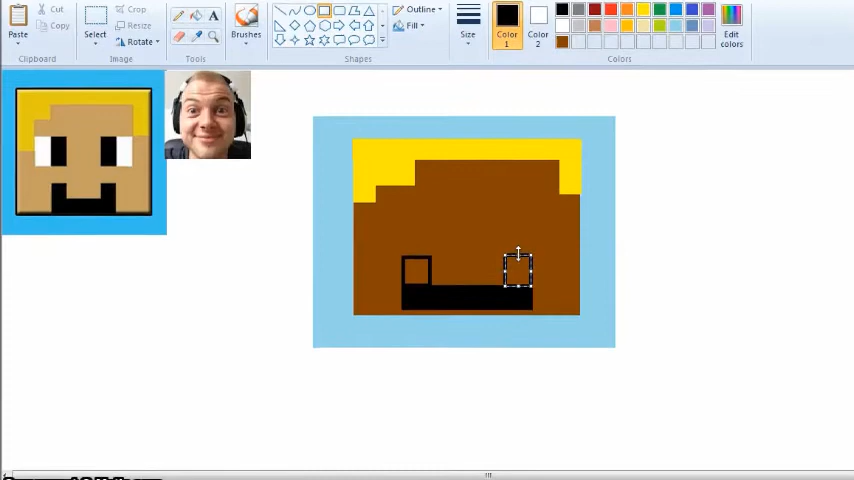 Paste
Cut
Copy
Clipboard
Select
Crop
Resize
Rotate
Image
A
Tools
Brushes
Outline
Fill
Shapes
Size
Color
1
Color
2
Edit
colors
Colors